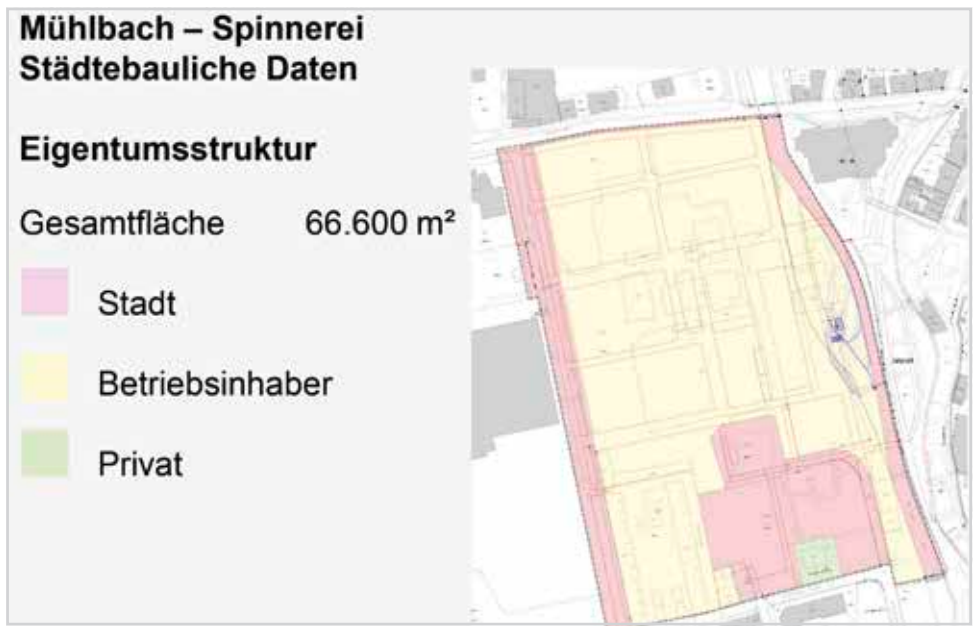 Mühlbach – Spinnerei
Städtebauliche Daten
Eigentumsstruktur
Gesamtfläche 66.600 m²
Stadt
Betriebsinhaber
Privat